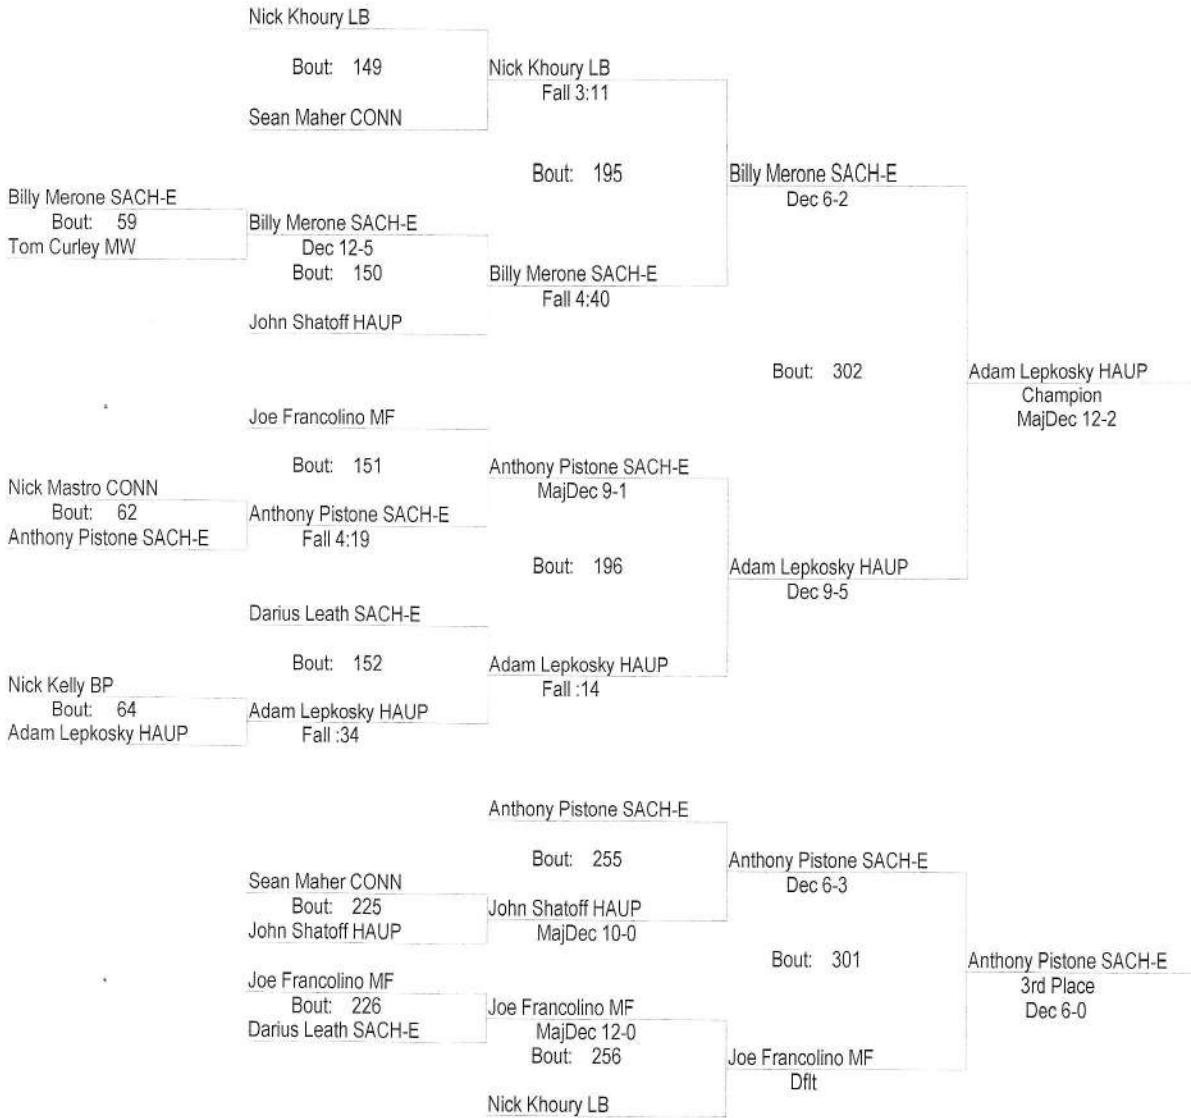 Nick Khoury LB
Bout: 149
Nick Khoury LB
Fall 3:11
Sean Maher CONN
Bout: 195
Billy Merone SACH-E
Dec 6-2
Billy Merone SACH-E
Bout: 59
Tom Curley MW
Billy Merone SACH-E
Dec 12-5
Bout: 150
Billy Merone SACH-E
Fall 4:40
John Shatoff HAUP
Bout: 302
Adam Lepkosky HAUP
Champion
MajDec 12-2
Joe Francolino MF
Bout: 151
Anthony Pistone SACH-E
MajDec 9-1
Nick Mastro CONN
Bout: 62
Anthony Pistone SACH-E
Anthony Pistone SACH-E
Fall 4:19
Bout: 196
Adam Lepkosky HAUP
Dec 9-5
Darius Leath SACH-E
Bout: 152
Adam Lepkosky HAUP
Fall :14
Nick Kelly BP
Bout: 64
Adam Lepkosky HAUP
Adam Lepkosky HAUP
Fall :34
Anthony Pistone SACH-E
Bout: 255
Anthony Pistone SACH-E
Dec 6-3
Sean Maher CONN
Bout: 225
John Shatoff HAUP
John Shatoff HAUP
MajDec 10-0
Bout: 301
Anthony Pistone SACH-E
3rd Place
Dec 6-0
Joe Francolino MF
Bout: 226
Darius Leath SACH-E
Joe Francolino MF
MajDec 12-0
Bout: 256
Joe Francolino MF
Dflt
Nick Khoury LB